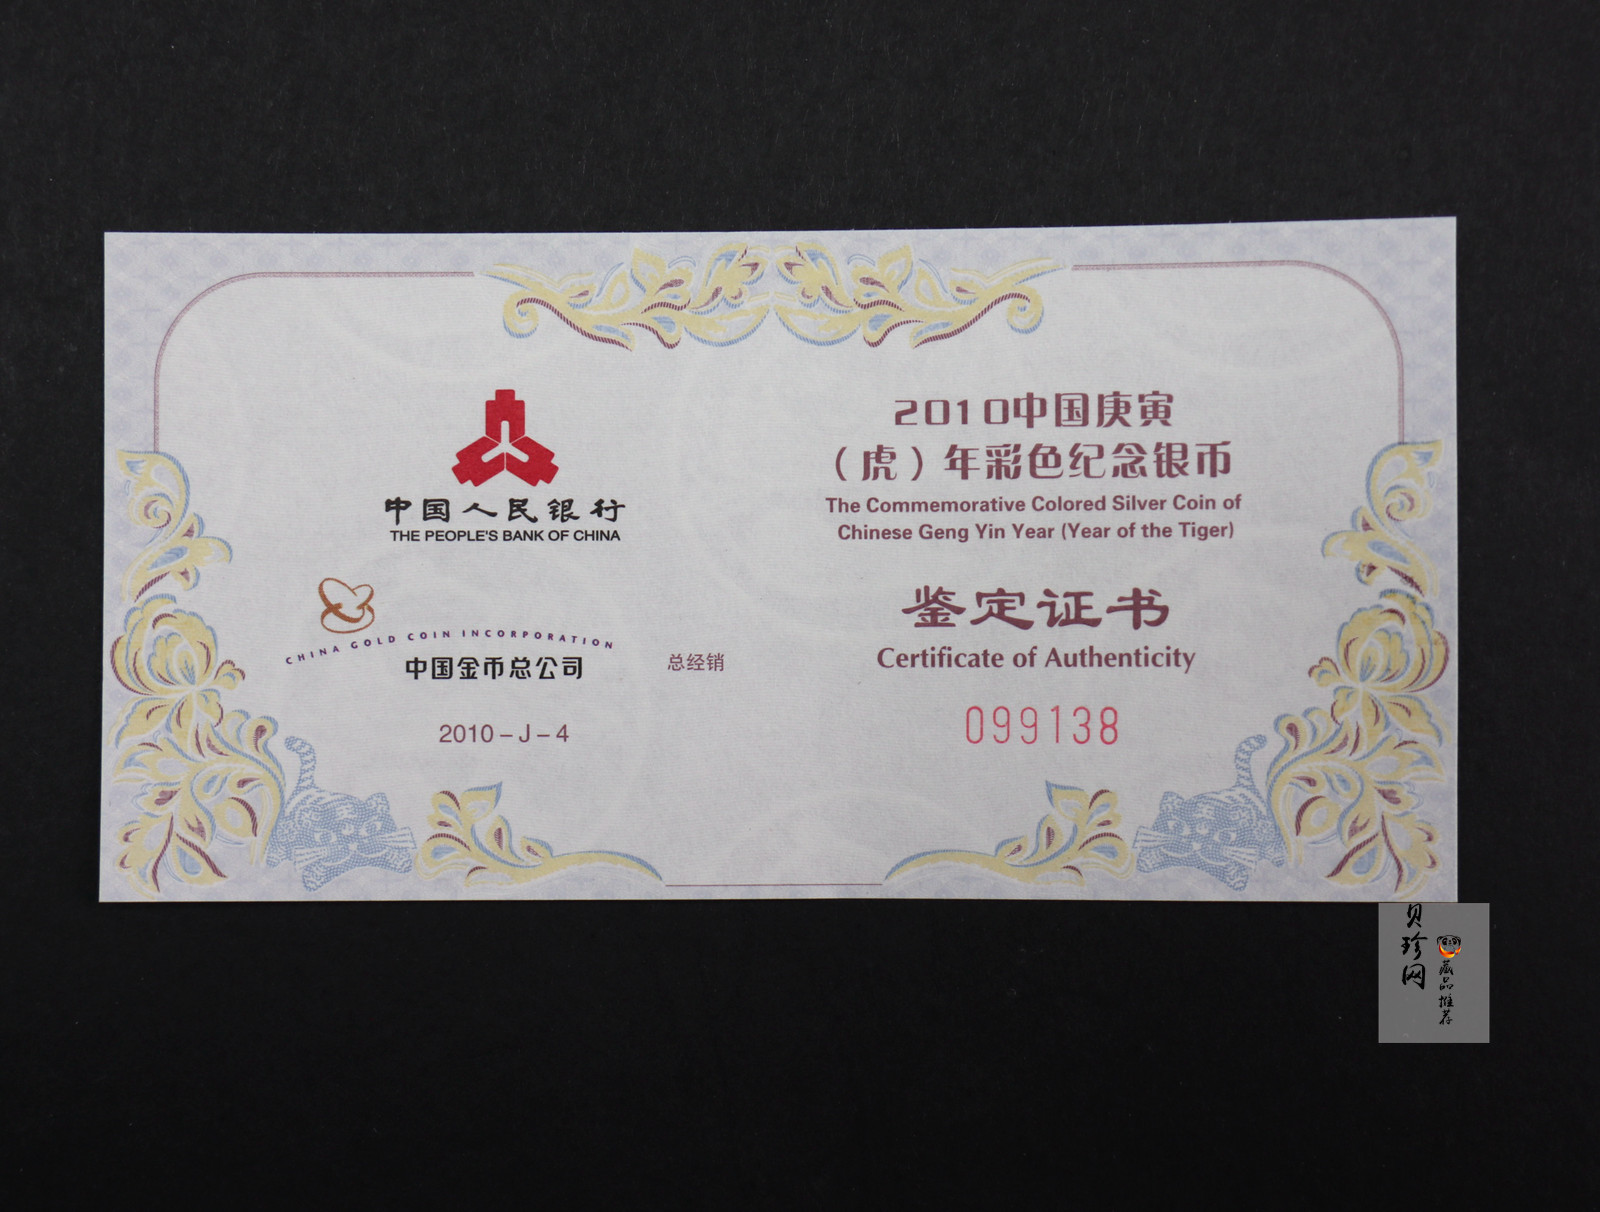 中国人民银行
THE PEOPLE'S BANK OF CHINA
CHINA GOLD COIN INCORPORATION
中国金币总公司
总经销
2010-J-4
2010中国庚寅
(虎)年彩色纪念银币
The Commemorative Colored Silver Coin of
Chinese Geng Yin Year (Year of the Tiger)
鉴定证书
Certificate of Authenticity
099138
贝珍网
藏品推荐